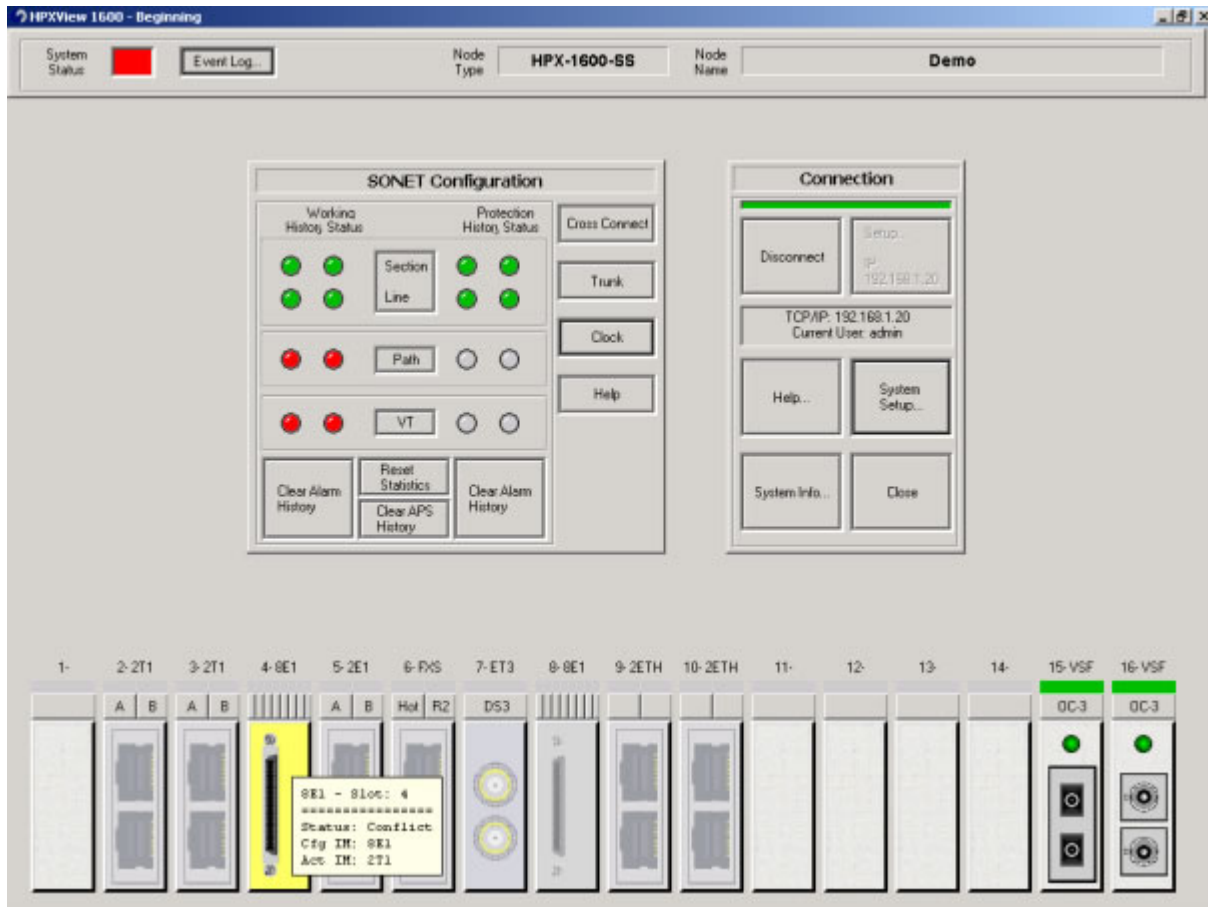 HPXView 1600 - Beginning
System Status
Event Log...
Node Type
HPX-1600-SS
Node Name
Demo
SONET Configuration
Working
History Status
Protection
History Status
Section
Line
Path
VT
Clear Alarm
History
Reset
Statistics
Clear APS
History
Clear Alarm
History
Cross Connect
Trunk
Clock
Help
Connection
Disconnect
Setup...
IP:
192.168.1.20
TCP/IP: 192.168.1.20
Current User: admin
Help...
System
Setup...
System Info...
Close
1- 2- 2T1 3- 2T1 4- 8E1 5- 2E1 6- FXS 7- ET3 8- 8E1 9- 2ETH 10- 2ETH 11- 12- 13- 14- 15- VSF 16- VSF
A B A B A B Hot R2 DS3 OC-3 OC-3
8E1 - Slot: 4
================
Status: Conflict
Cfg IM: 8E1
Act IM: 2T1